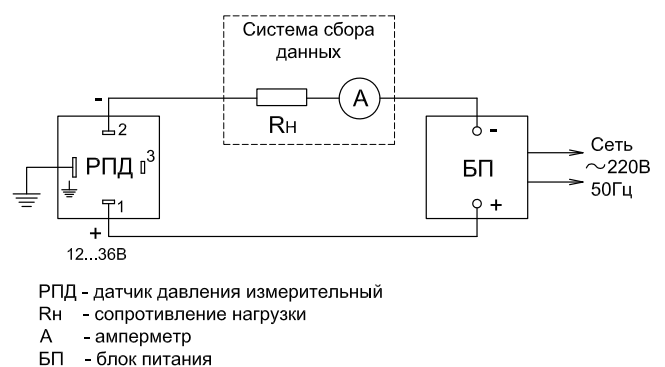 Система сбора
данных
-
А
Rн
2
3
РПД
1
+
12...36В
-
БП
+
Сеть
~220В
50Гц
РПД - датчик давления измерительный
Rн - сопротивление нагрузки
А - амперметр
БП - блок питания